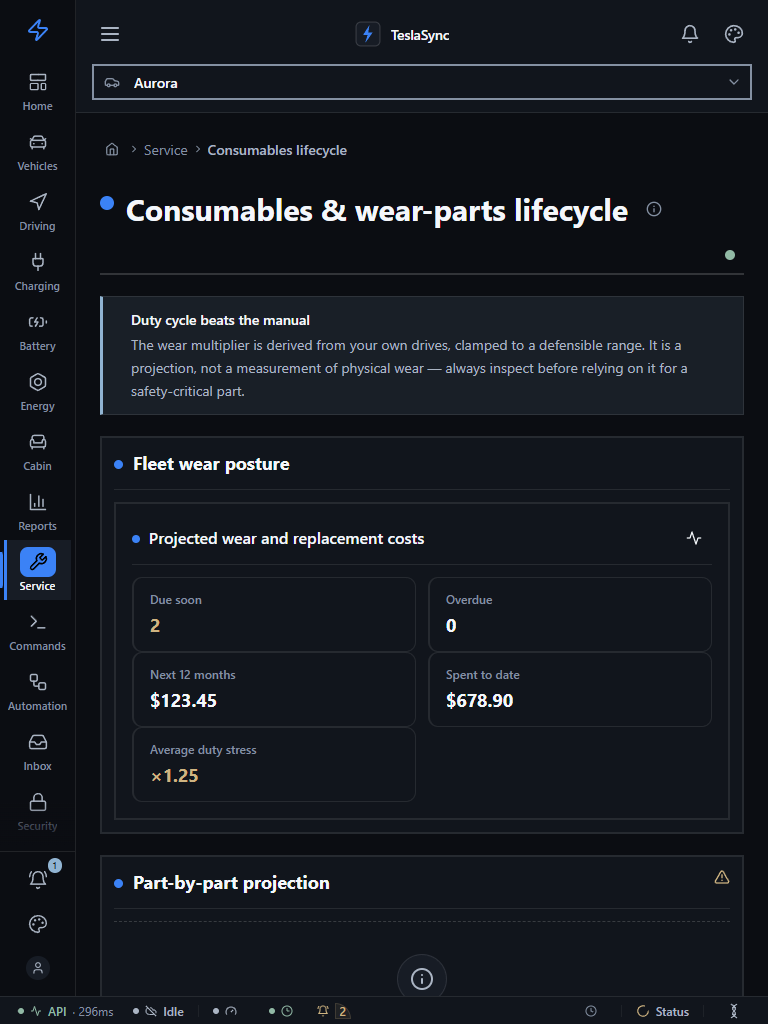 TeslaSync
Aurora
Home
Vehicles
Driving
Charging
Battery
Energy
Cabin
Reports
Service
Commands
Automation
Inbox
Security
1
Service
Consumables lifecycle
Consumables & wear-parts lifecycle
Duty cycle beats the manual
The wear multiplier is derived from your own drives, clamped to a defensible range. It is a
projection, not a measurement of physical wear — always inspect before relying on it for a
safety-critical part.
Fleet wear posture
Projected wear and replacement costs
Due soon
2
Overdue
0
Next 12 months
$123.45
Spent to date
$678.90
Average duty stress
×1.25
Part-by-part projection
API · 296ms
Idle
2
Status